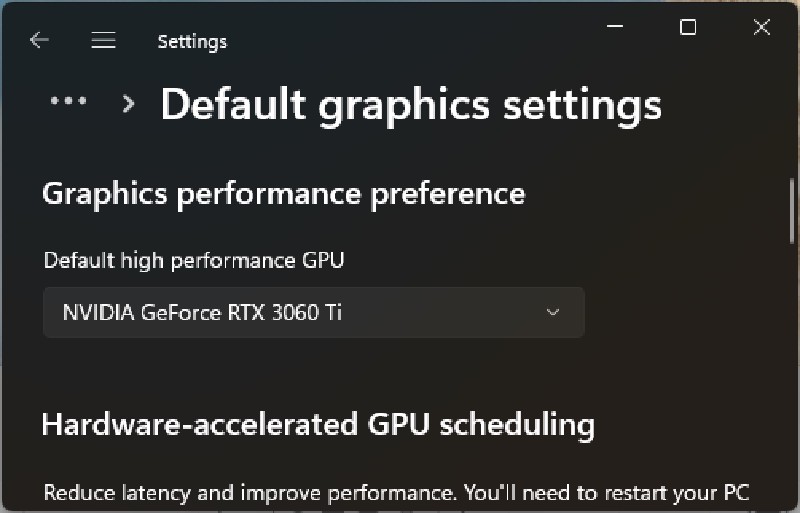 Settings
... > Default graphics settings
Graphics performance preference
Default high performance GPU
NVIDIA GeForce RTX 3060 Ti
Hardware-accelerated GPU scheduling
Reduce latency and improve performance. You'll need to restart your PC